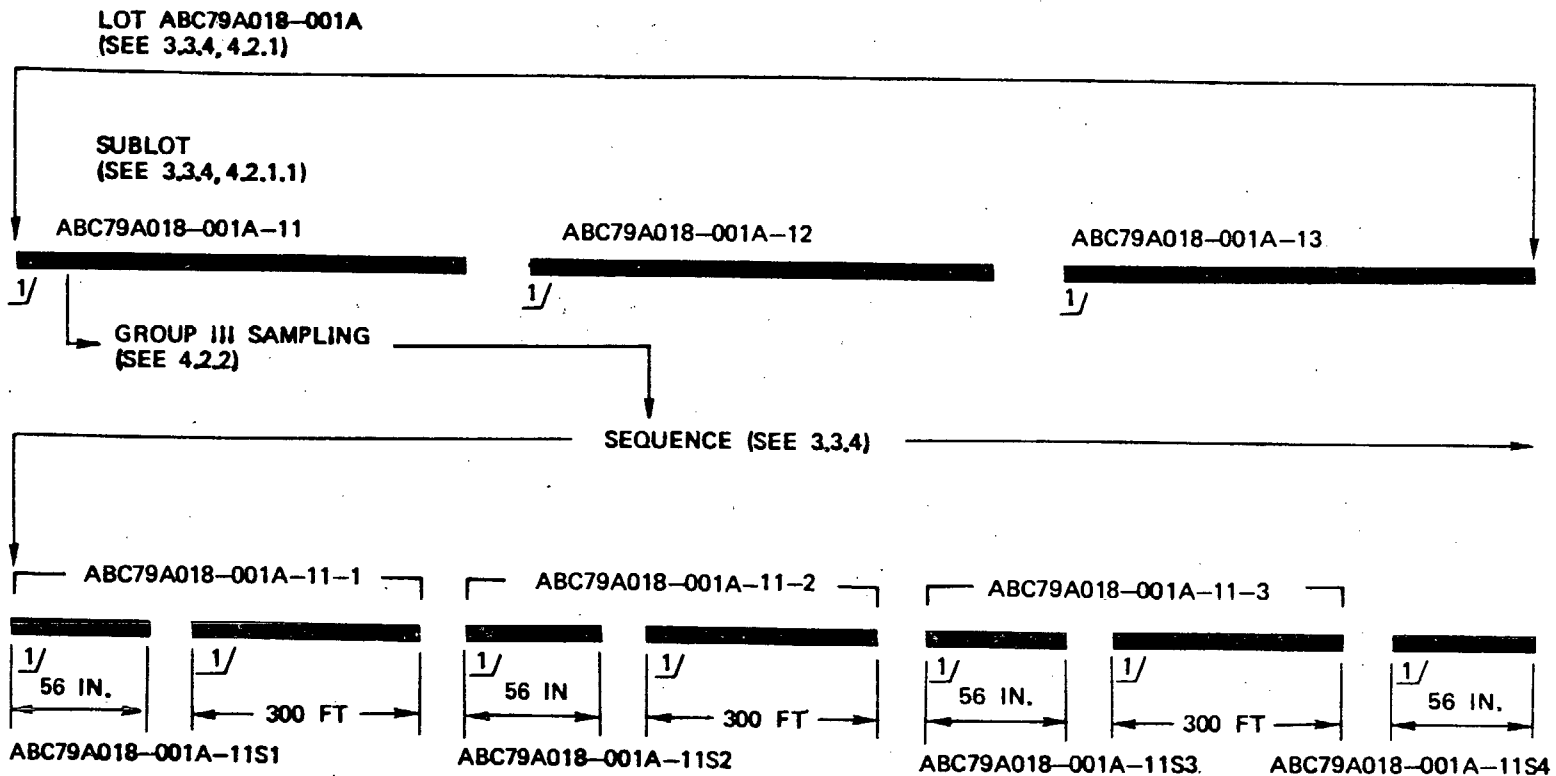 LOT ABC79A018-001A
(SEE 3.3.4, 4.2.1)
SUBLOT
(SEE 3.3.4, 4.2.1.1)
ABC79A018-001A-11
ABC79A018-001A-12
ABC79A018-001A-13
1/
1/
1/
GROUP III SAMPLING
(SEE 4.2.2)
SEQUENCE (SEE 3.3.4)
ABC79A018-001A-11-1
ABC79A018-001A-11-2
ABC79A018-001A-11-3
1/
1/
1/
1/
1/
1/
1/
56 IN.
300 FT
56 IN
300 FT
56 IN.
300 FT
56 IN.
ABC79A018-001A-11S1
ABC79A018-001A-11S2
ABC79A018-001A-11S3
ABC79A018-001A-11S4